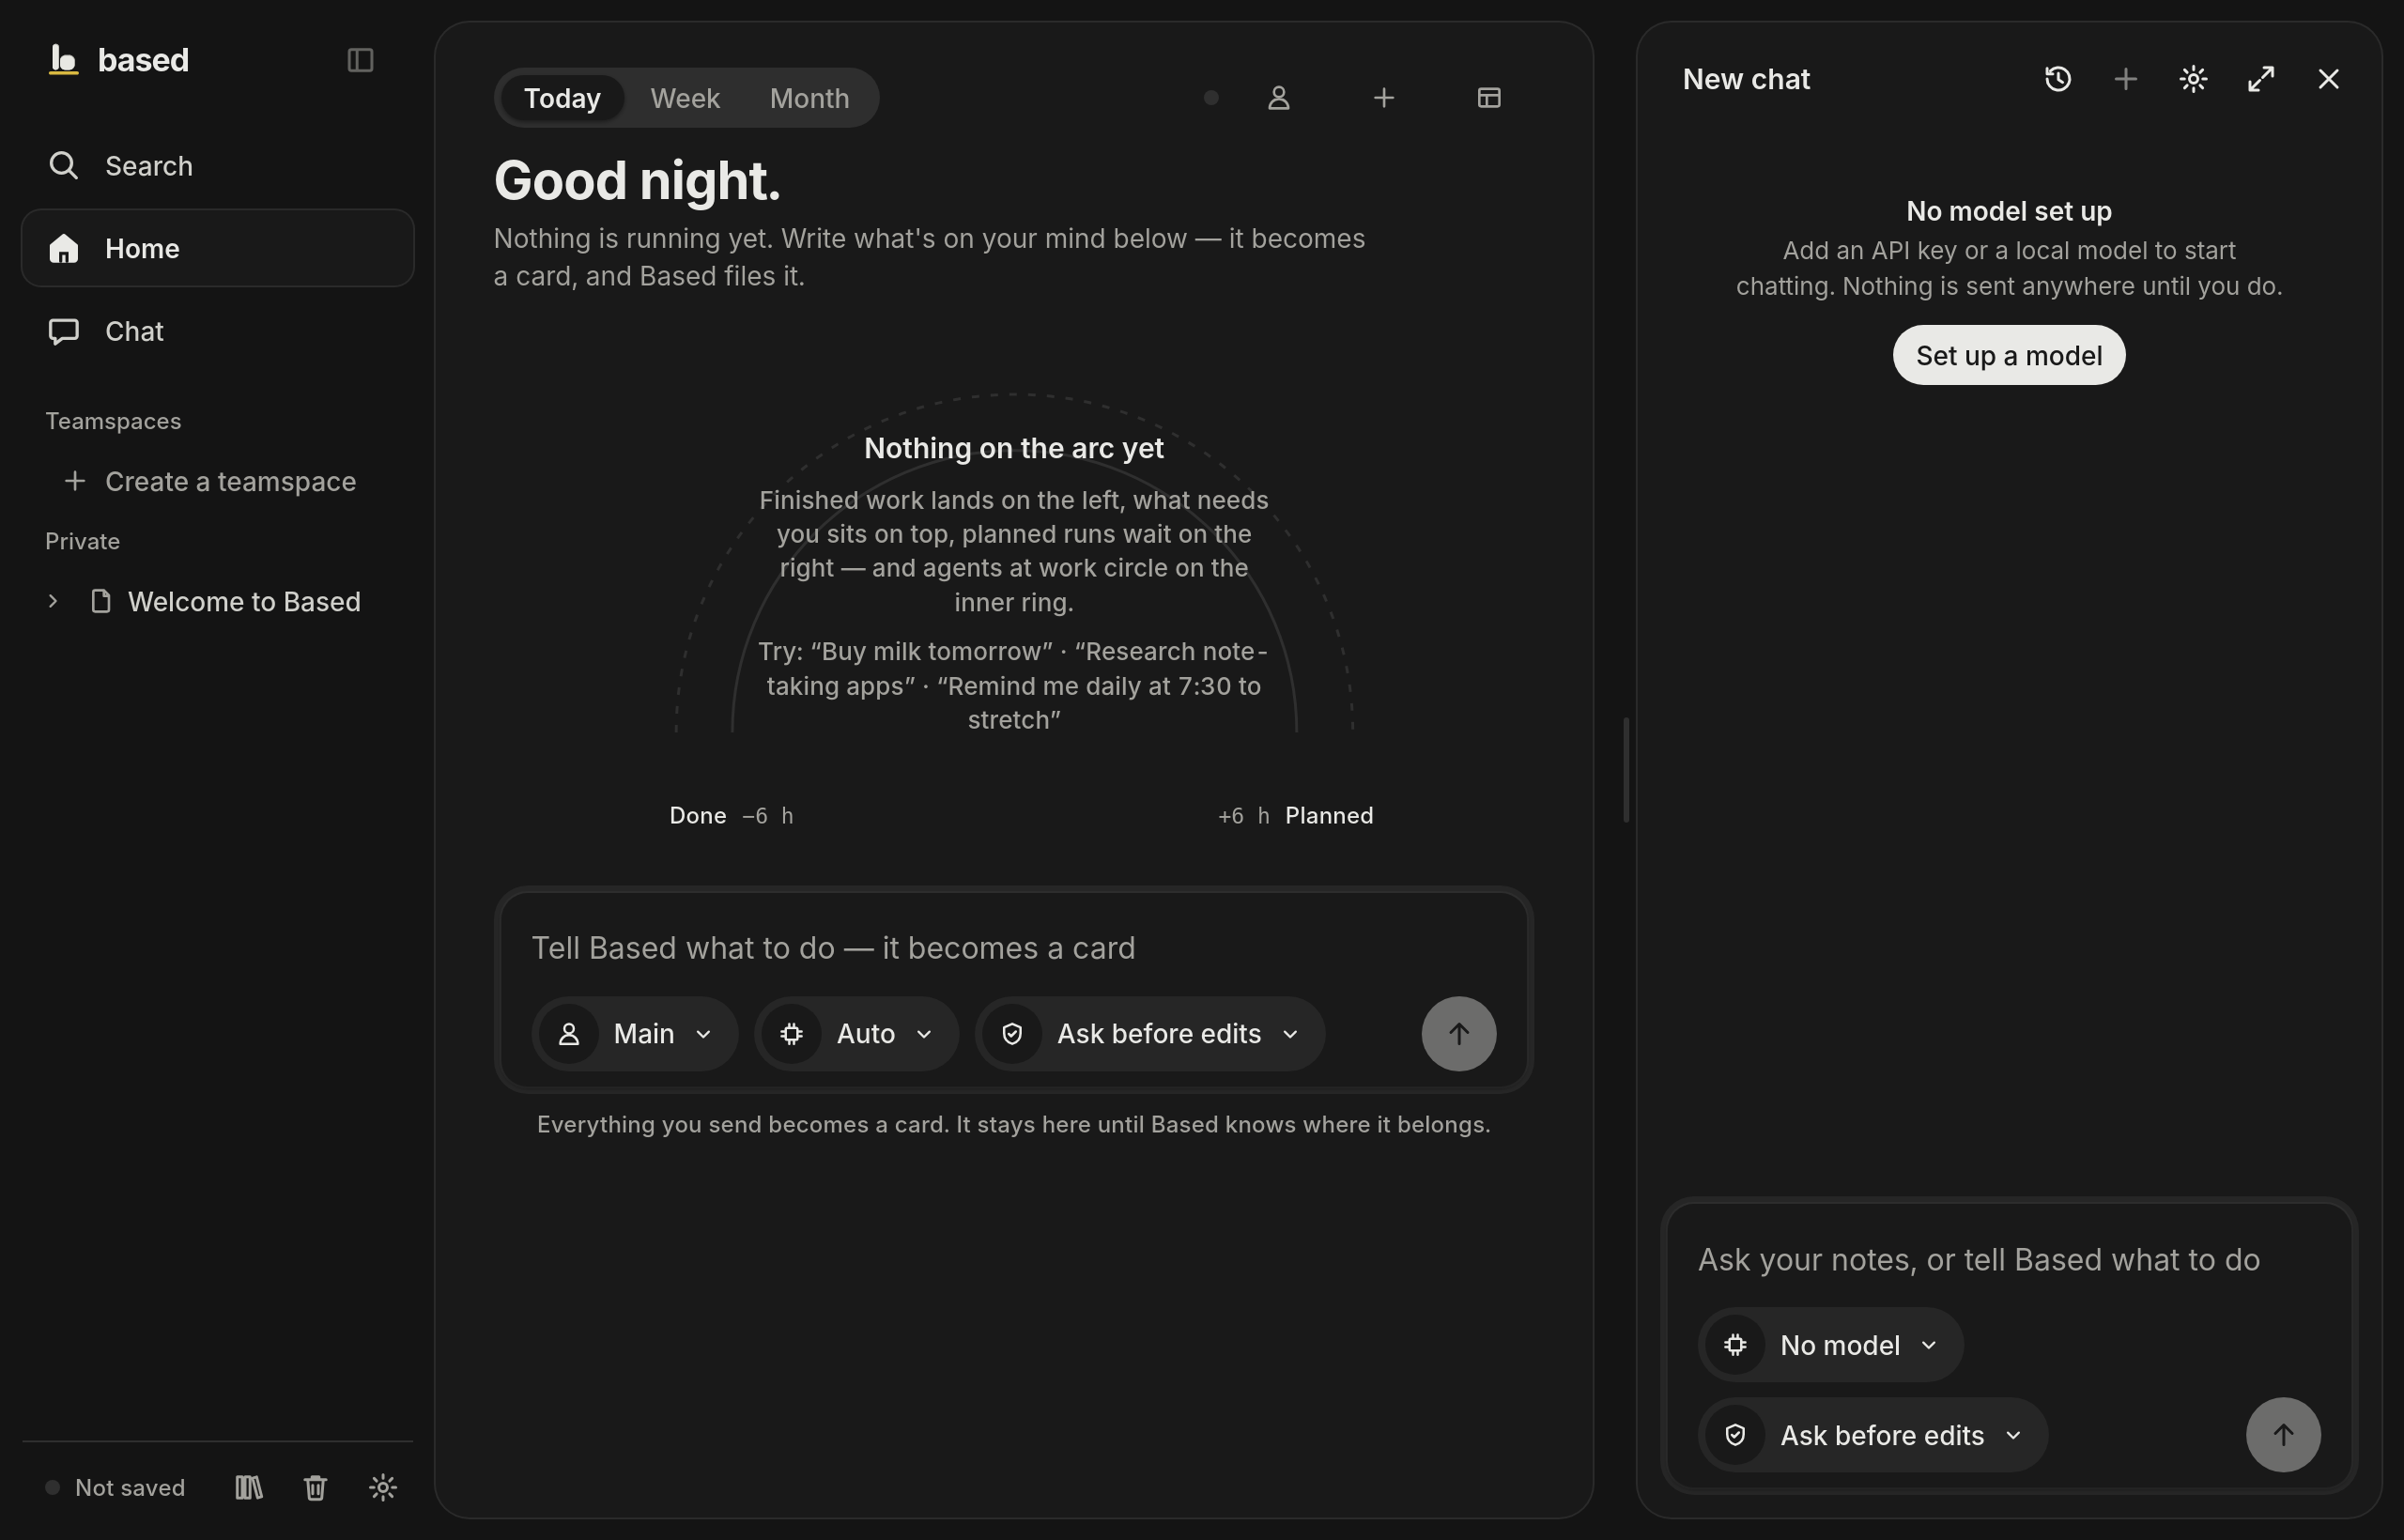 based
Search
Home
Chat
Teamspaces
Create a teamspace
Private
Welcome to Based
Not saved
Today Week Month
Good night.
Nothing is running yet. Write what's on your mind below — it becomes
a card, and Based files it.
Nothing on the arc yet
Finished work lands on the left, what needs
you sits on top, planned runs wait on the
right — and agents at work circle on the
inner ring.
Try: “Buy milk tomorrow” · “Research note-
taking apps” · “Remind me daily at 7:30 to
stretch”
Done −6 h +6 h Planned
Tell Based what to do — it becomes a card
Main Auto Ask before edits
Everything you send becomes a card. It stays here until Based knows where it belongs.
New chat
No model set up
Add an API key or a local model to start
chatting. Nothing is sent anywhere until you do.
Set up a model
Ask your notes, or tell Based what to do
No model
Ask before edits